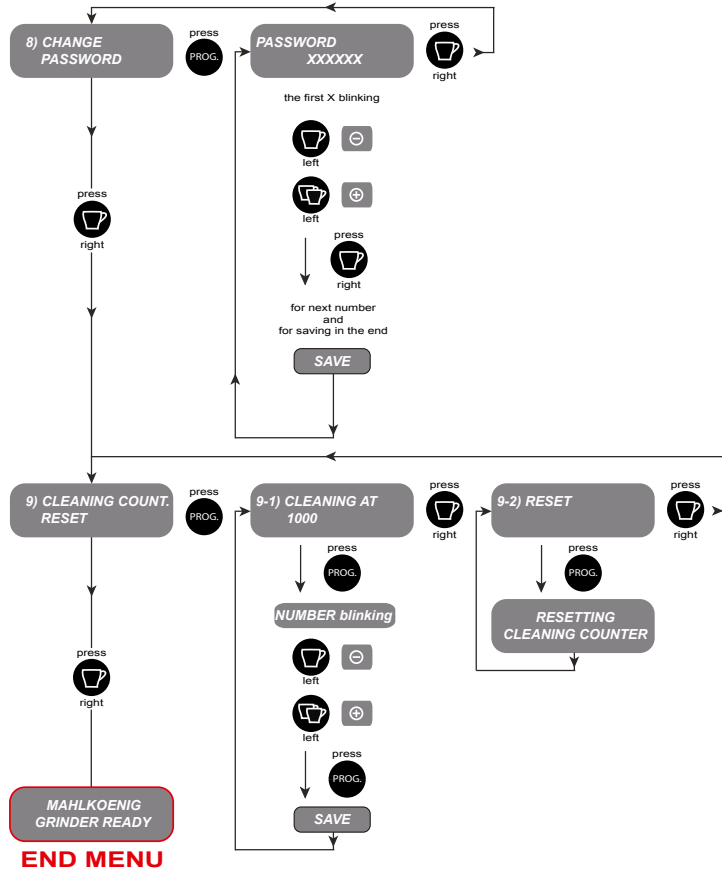 8) CHANGE
PASSWORD
press
PROG.
PASSWORD
XXXXXX
press
right
the first X blinking
left
left
press
right
for next number
and
for saving in the end
SAVE
press
right
9) CLEANING COUNT.
RESET
press
PROG.
9-1) CLEANING AT
1000
press
right
9-2) RESET
press
right
press
PROG.
NUMBER blinking
left
left
press
PROG.
SAVE
press
PROG.
RESETTING
CLEANING COUNTER
press
right
MAHLKOENIG
GRINDER READY
END MENU